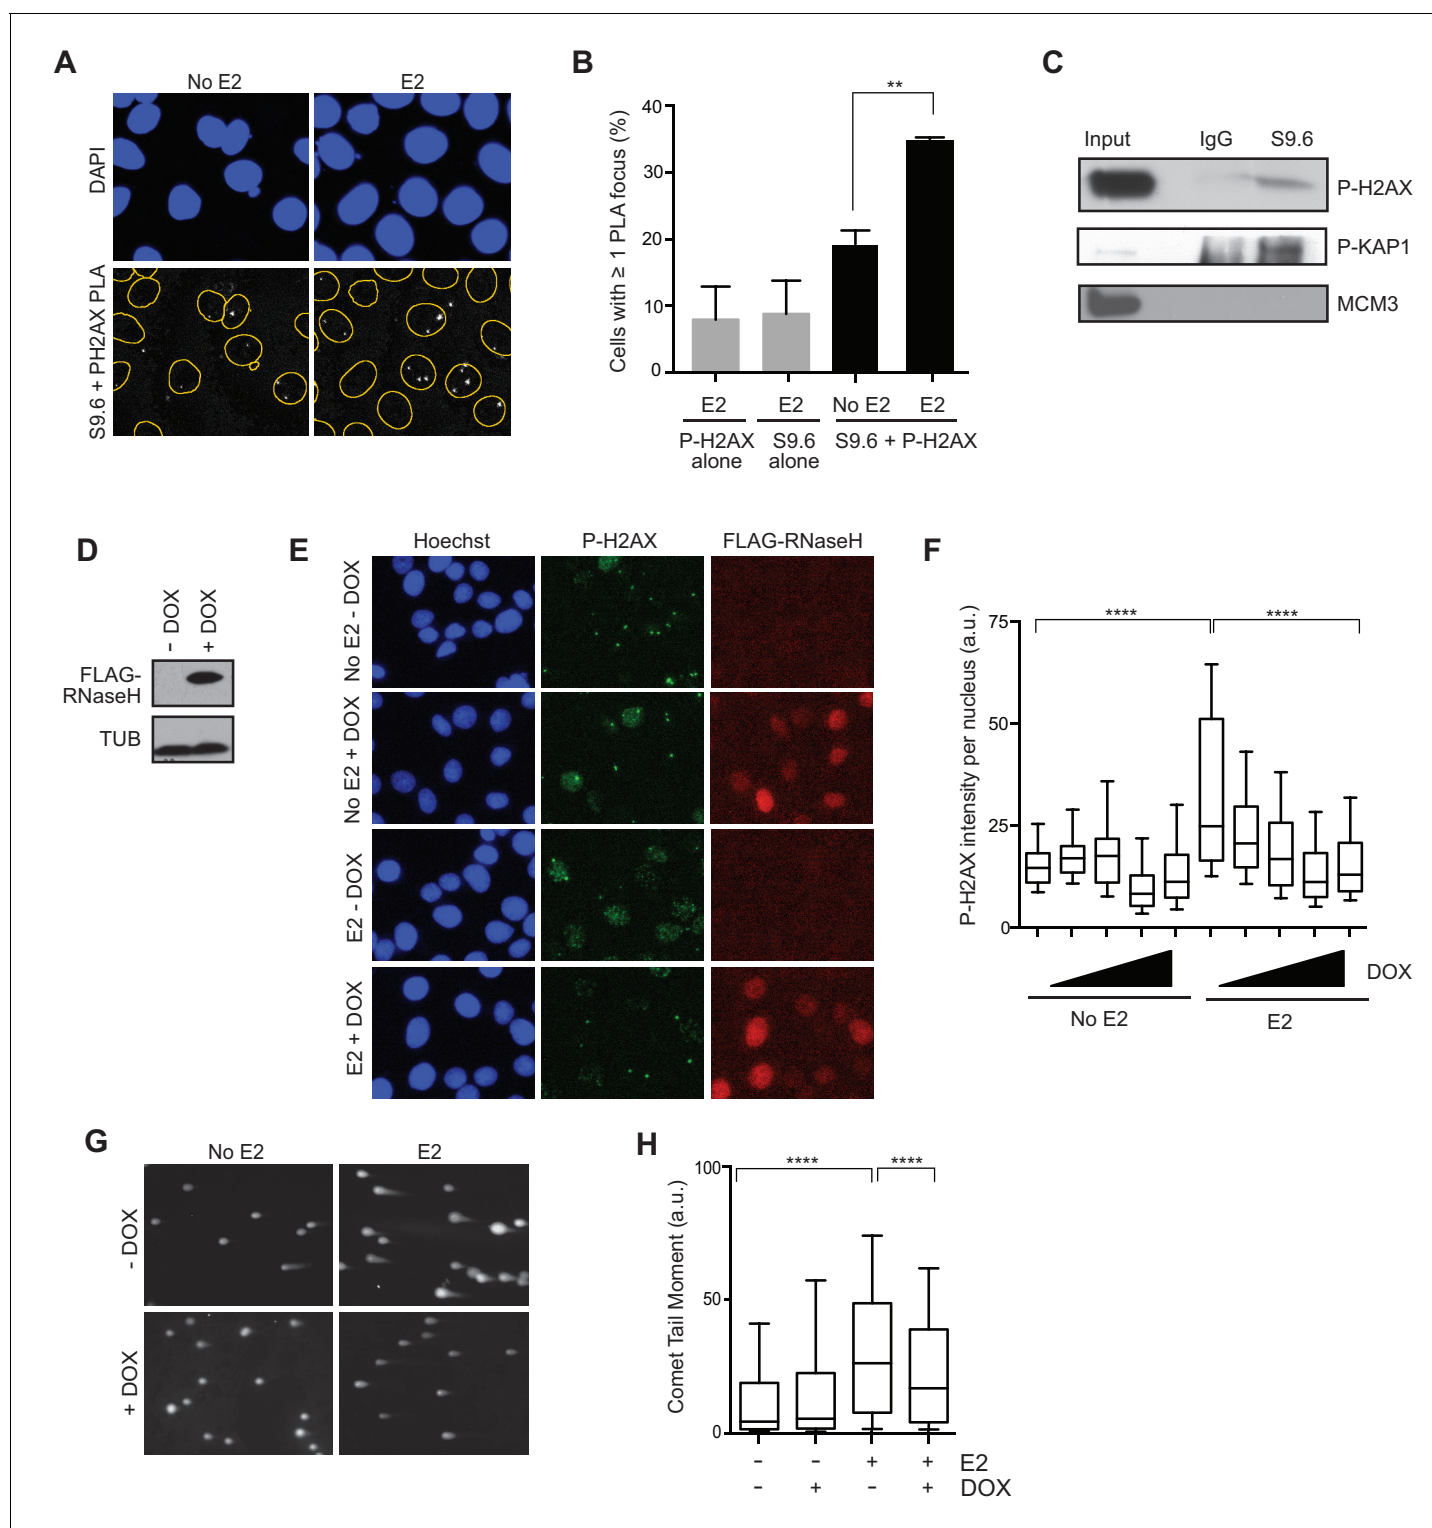 A
No E2
E2
DAPI
S9.6 + PH2AX PLA
B
**
Cells with ≥ 1 PLA focus (%)
40
30
20
10
0
E2
E2
No E2
E2
P-H2AX alone
S9.6 alone
S9.6 + P-H2AX
C
Input
IgG
S9.6
P-H2AX
P-KAP1
MCM3
D
- DOX
+ DOX
FLAG-
RNaseH
TUB
E
Hoechst
P-H2AX
FLAG-RNaseH
No E2 - DOX
No E2 + DOX
E2 - DOX
E2 + DOX
F
****
****
P-H2AX intensity per nucleus (a.u.)
75
50
25
0
DOX
No E2
E2
G
No E2
E2
- DOX
+ DOX
H
****
****
Comet Tail Moment (a.u.)
100
50
0
- - + + E2
- + - + DOX